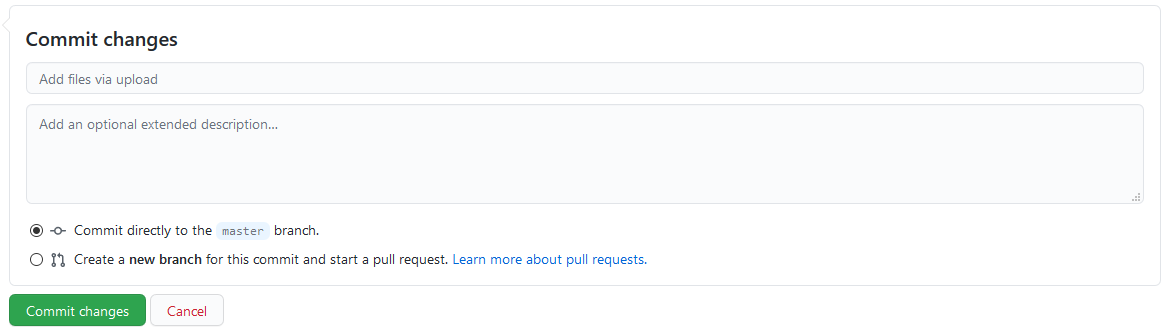 Commit changes
Add files via upload
Add an optional extended description...
Commit directly to the master branch.
Create a new branch for this commit and start a pull request. Learn more about pull requests.
Commit changes Cancel